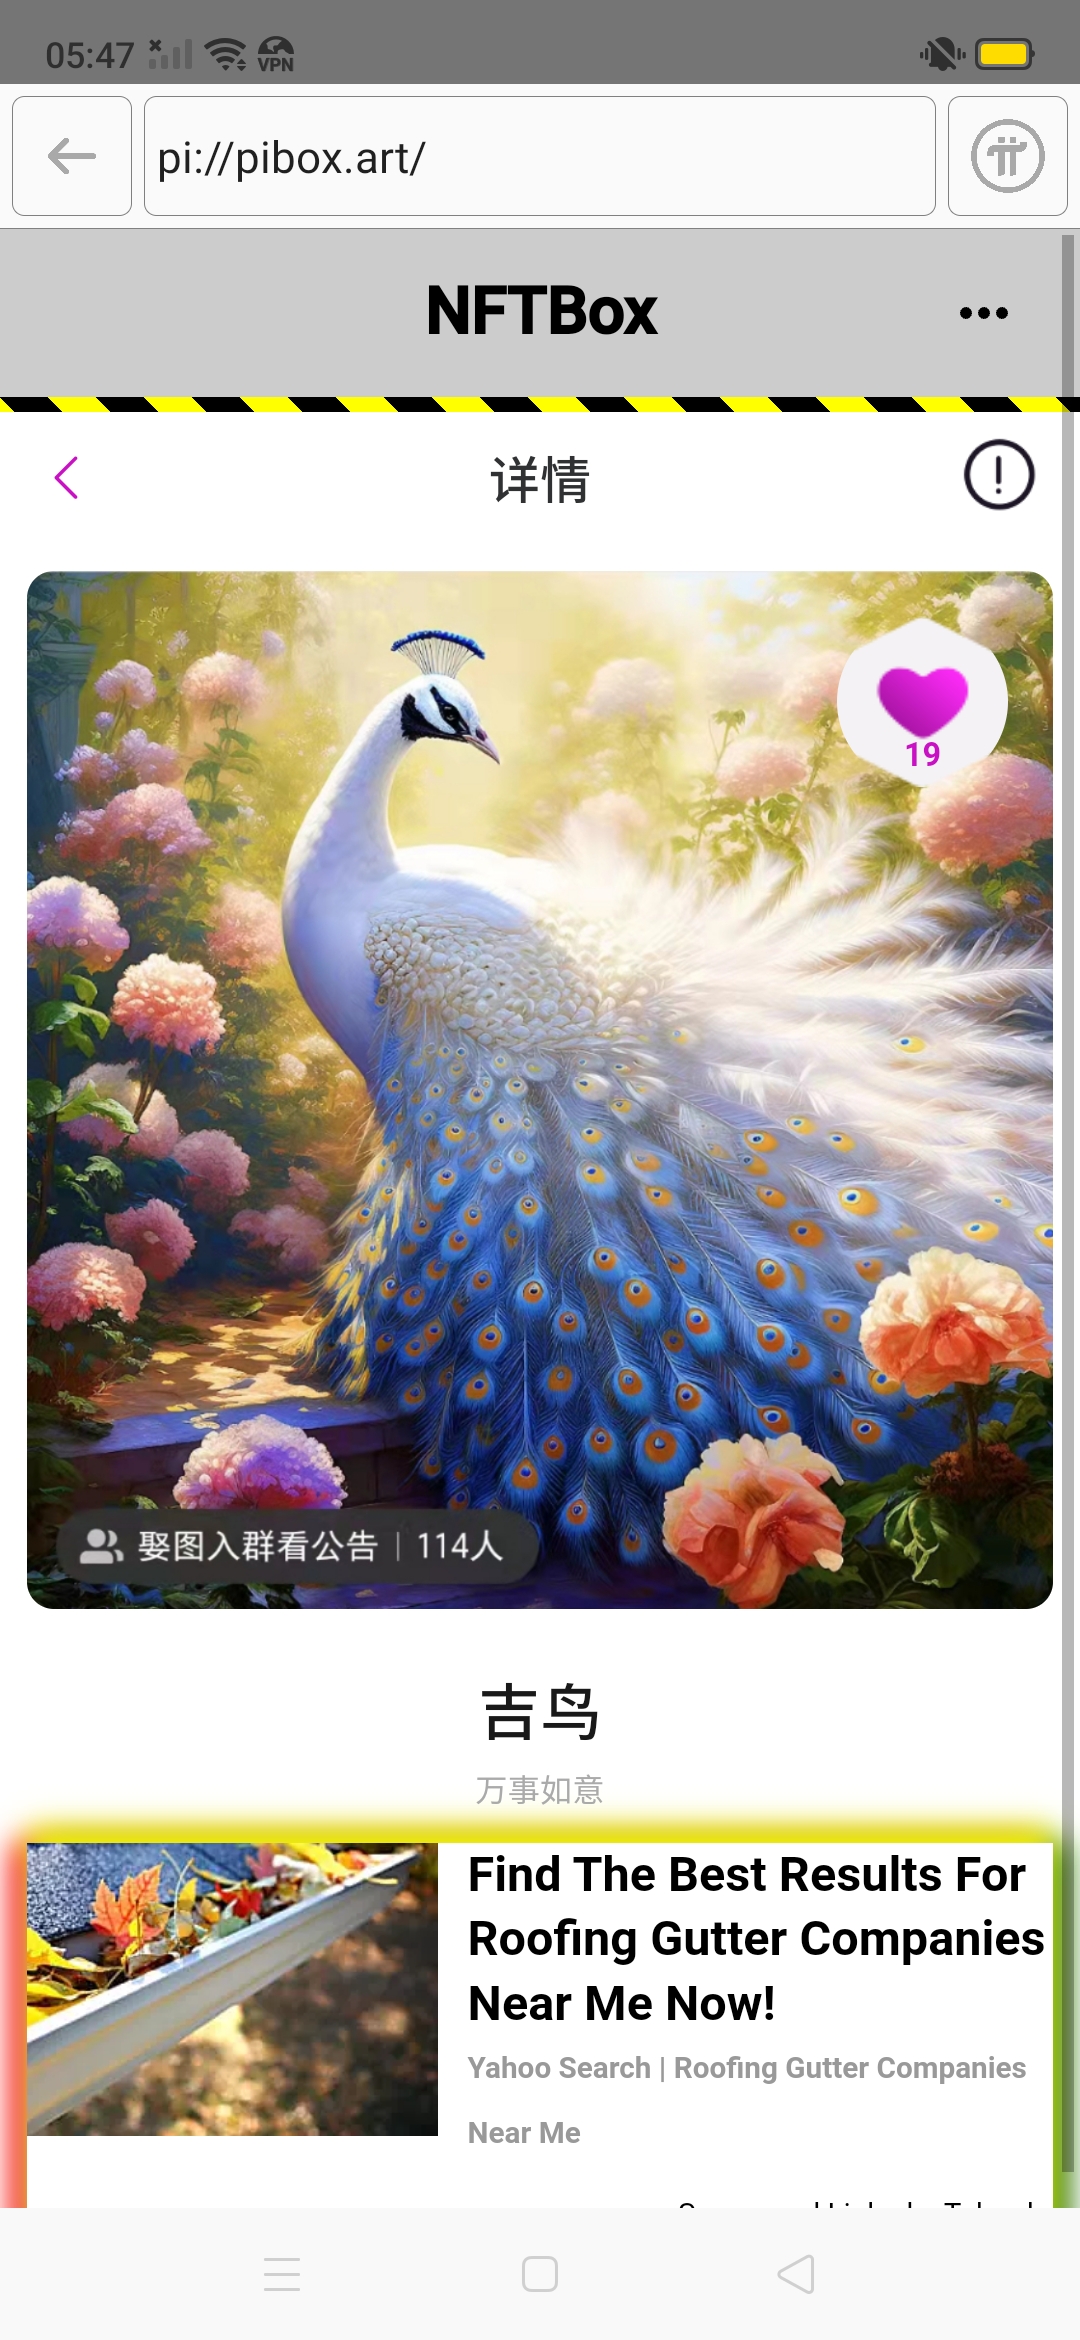 05:47
VPN
pi://pibox.art/
NFTBox
详情
19
娶图入群看公告 | 114人
吉鸟
万事如意
Find The Best Results For
Roofing Gutter Companies
Near Me Now!
Yahoo Search | Roofing Gutter Companies
Near Me